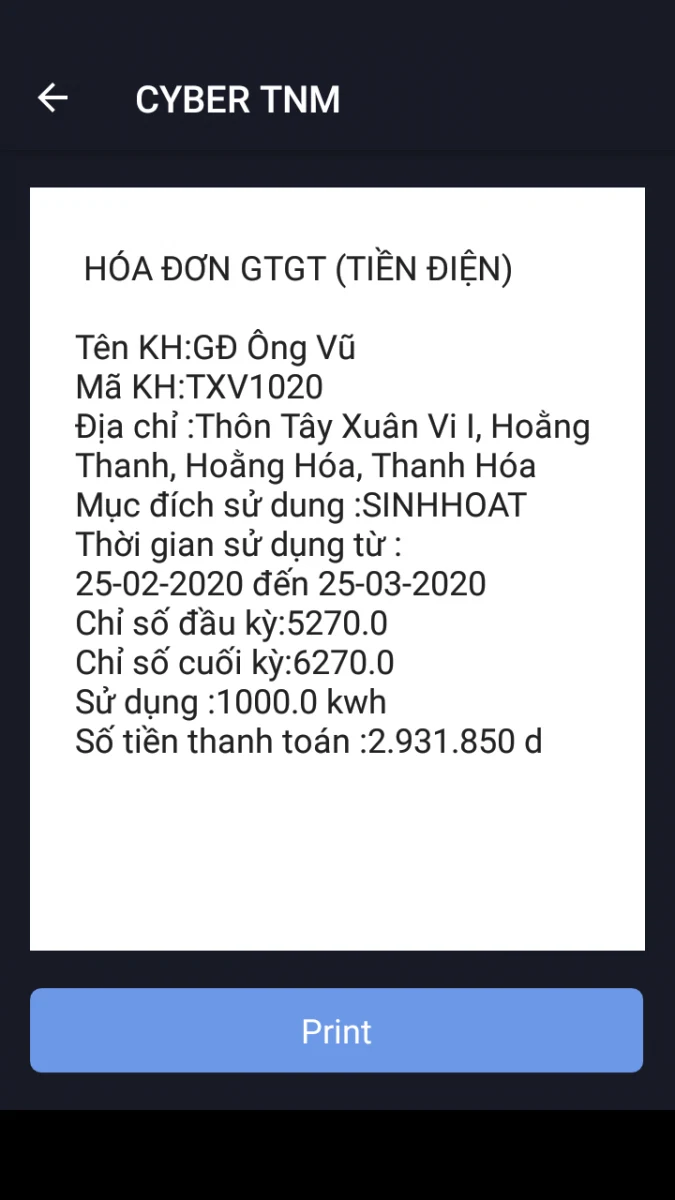 CYBER TNM
HÓA ĐƠN GTGT (TIỀN ĐIỆN)
Tên KH:GĐ Ông Vũ
Mã KH:TXV1020
Địa chỉ :Thôn Tây Xuân Vi I, Hoằng
Thanh, Hoằng Hóa, Thanh Hóa
Mục đích sử dung :SINHHOAT
Thời gian sử dụng từ :
25-02-2020 đến 25-03-2020
Chỉ số đầu kỳ:5270.0
Chỉ số cuối kỳ:6270.0
Sử dụng :1000.0 kwh
Số tiền thanh toán :2.931.850 d
Print